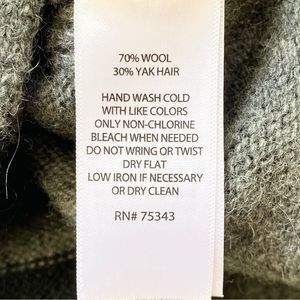 70% WOOL
30% YAK HAIR
HAND WASH COLD
WITH LIKE COLORS
ONLY NON-CHLORINE
BLEACH WHEN NEEDED
DO NOT WRING OR TWIST
DRY FLAT
LOW IRON IF NECESSARY
OR DRY CLEAN
RN# 75343